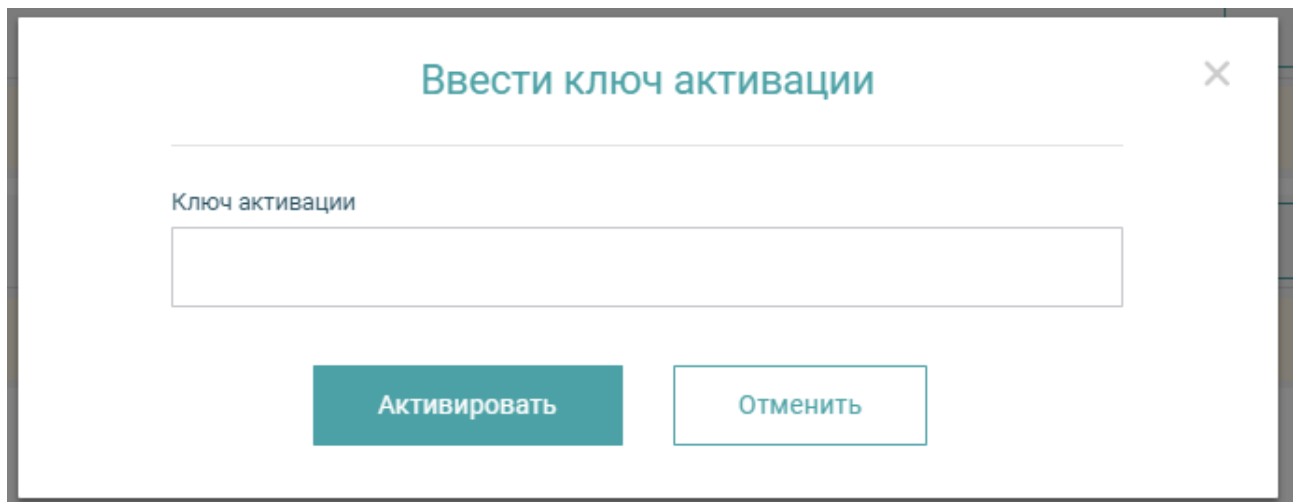 Ввести ключ активации
Ключ активации
Активировать
Отменить